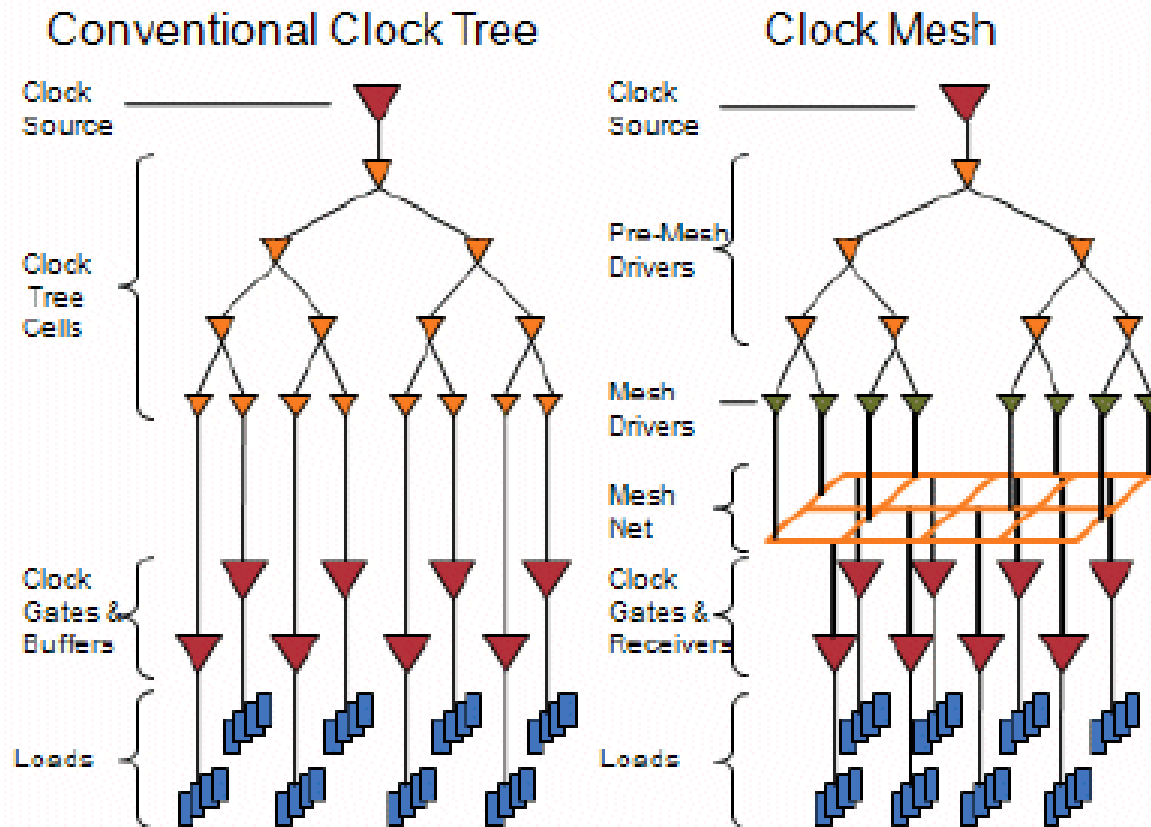 Conventional Clock Tree
Clock
Source
Clock
Tree
Cells
Clock
Gates &
Buffers
Loads
Clock Mesh
Clock
Source
Pre-Mesh
Drivers
Mesh
Drivers
Mesh
Net
Clock
Gates &
Receivers
Loads